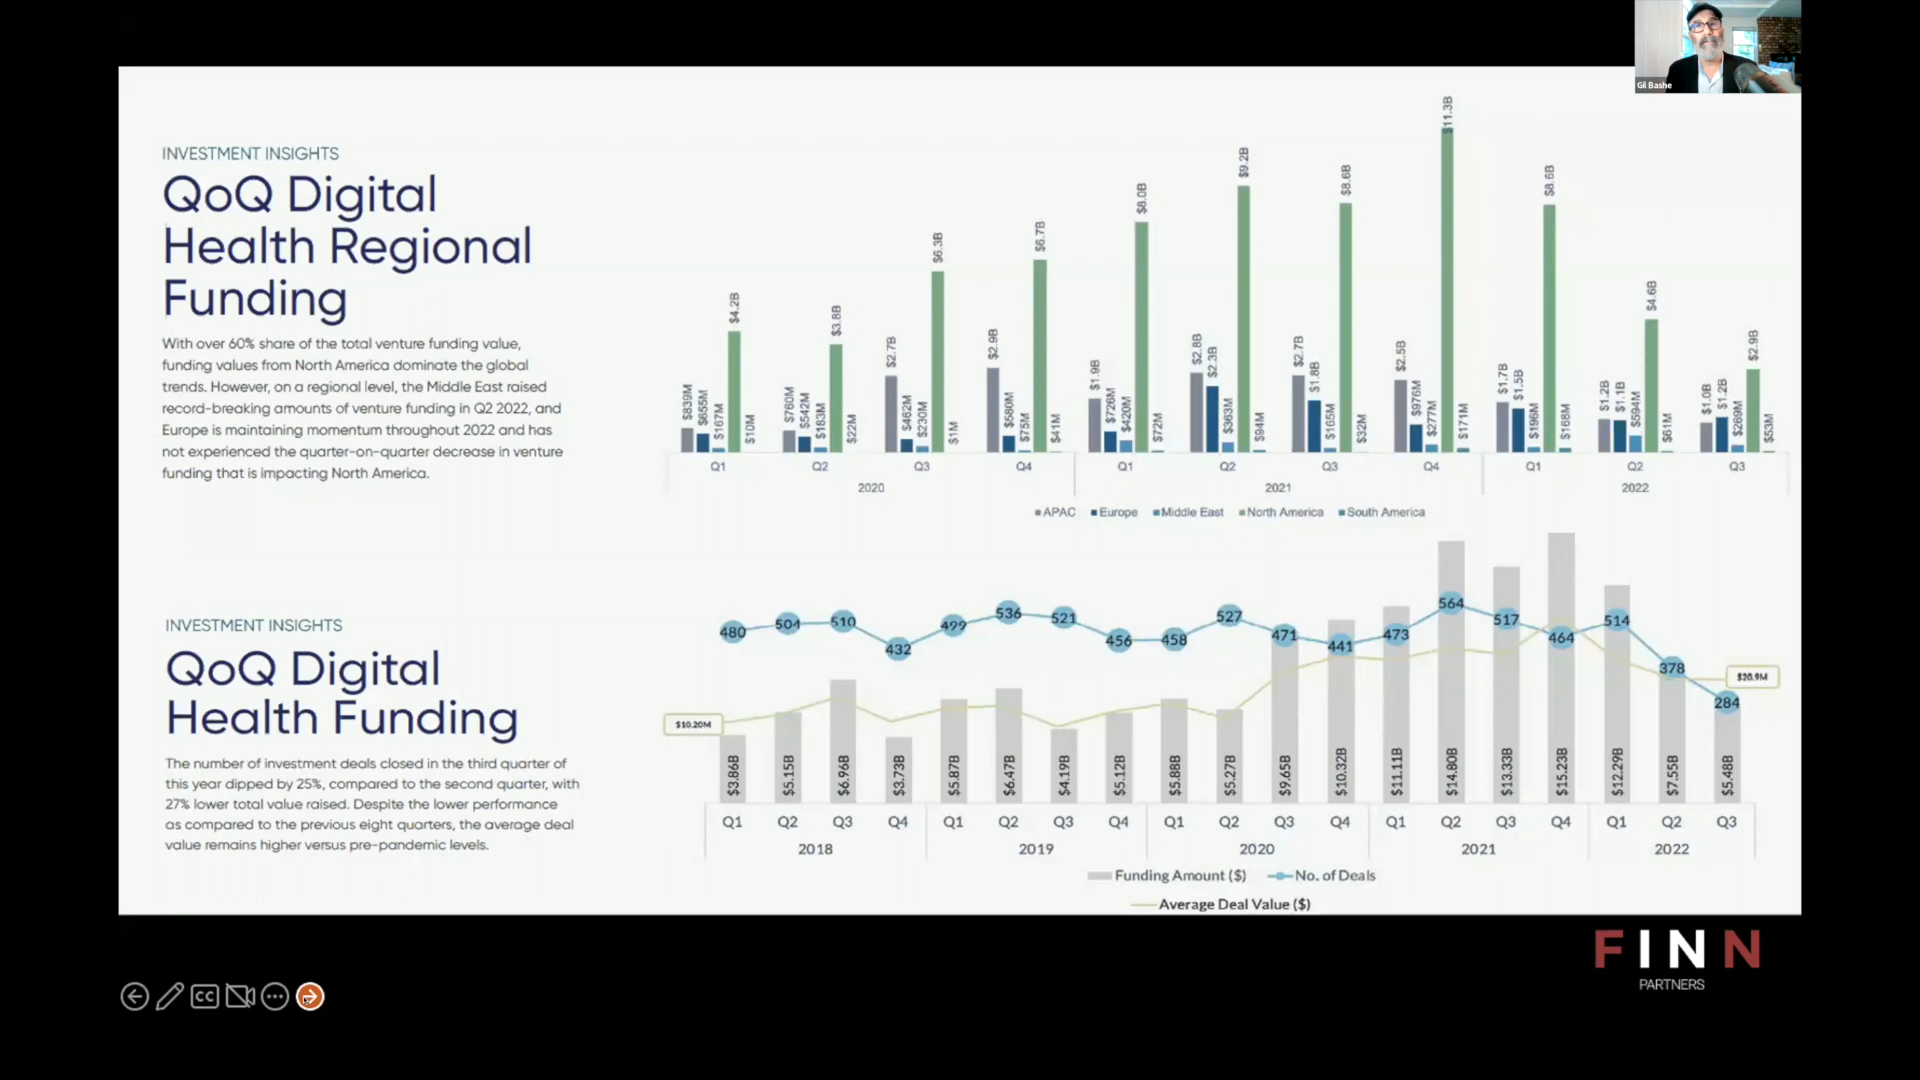 Gil Bashe
INVESTMENT INSIGHTS
QoQ Digital
Health Regional
Funding
With over 60% share of the total venture funding value,
funding values from North America dominate the global
trends. However, on a regional level, the Middle East raised
record-breaking amounts of venture funding in Q2 2022, and
Europe is maintaining momentum throughout 2022 and has
not experienced the quarter-on-quarter decrease in venture
funding that is impacting North America.
$839M $655M $167M $4.2B $10M
$760M $542M $183M $3.8B $22M
$2.7B $462M $230M $6.3B $1M
$2.9B $580M $75M $6.7B $41M
$1.9B $726M $420M $8.0B $72M
$2.8B $2.3B $363M $9.2B $94M
$2.7B $1.8B $165M $8.6B $32M
$2.5B $976M $277M $11.3B $171M
$1.7B $1.5B $196M $8.6B $168M
$1.2B $1.1B $594M $4.6B $61M
$1.0B $1.2B $269M $2.9B $53M
Q1 Q2 Q3 Q4 Q1 Q2 Q3 Q4 Q1 Q2 Q3
2020 2021 2022
APAC Europe Middle East North America South America
INVESTMENT INSIGHTS
QoQ Digital
Health Funding
The number of investment deals closed in the third quarter of
this year dipped by 25%, compared to the second quarter, with
27% lower total value raised. Despite the lower performance
as compared to the previous eight quarters, the average deal
value remains higher versus pre-pandemic levels.
480 504 510 432 499 536 521 456 458 527 471 441 473 564 517 464 514 378 284
$10.20M $20.9M
$3.86B $5.15B $6.96B $3.73B $5.87B $6.47B $4.19B $5.12B $5.88B $5.27B $9.65B $10.32B $11.11B $14.80B $13.33B $15.23B $12.29B $7.55B $5.48B
Q1 Q2 Q3 Q4 Q1 Q2 Q3 Q4 Q1 Q2 Q3 Q4 Q1 Q2 Q3 Q4 Q1 Q2 Q3
2018 2019 2020 2021 2022
Funding Amount ($) No. of Deals
Average Deal Value ($)
FINN
PARTNERS
CC